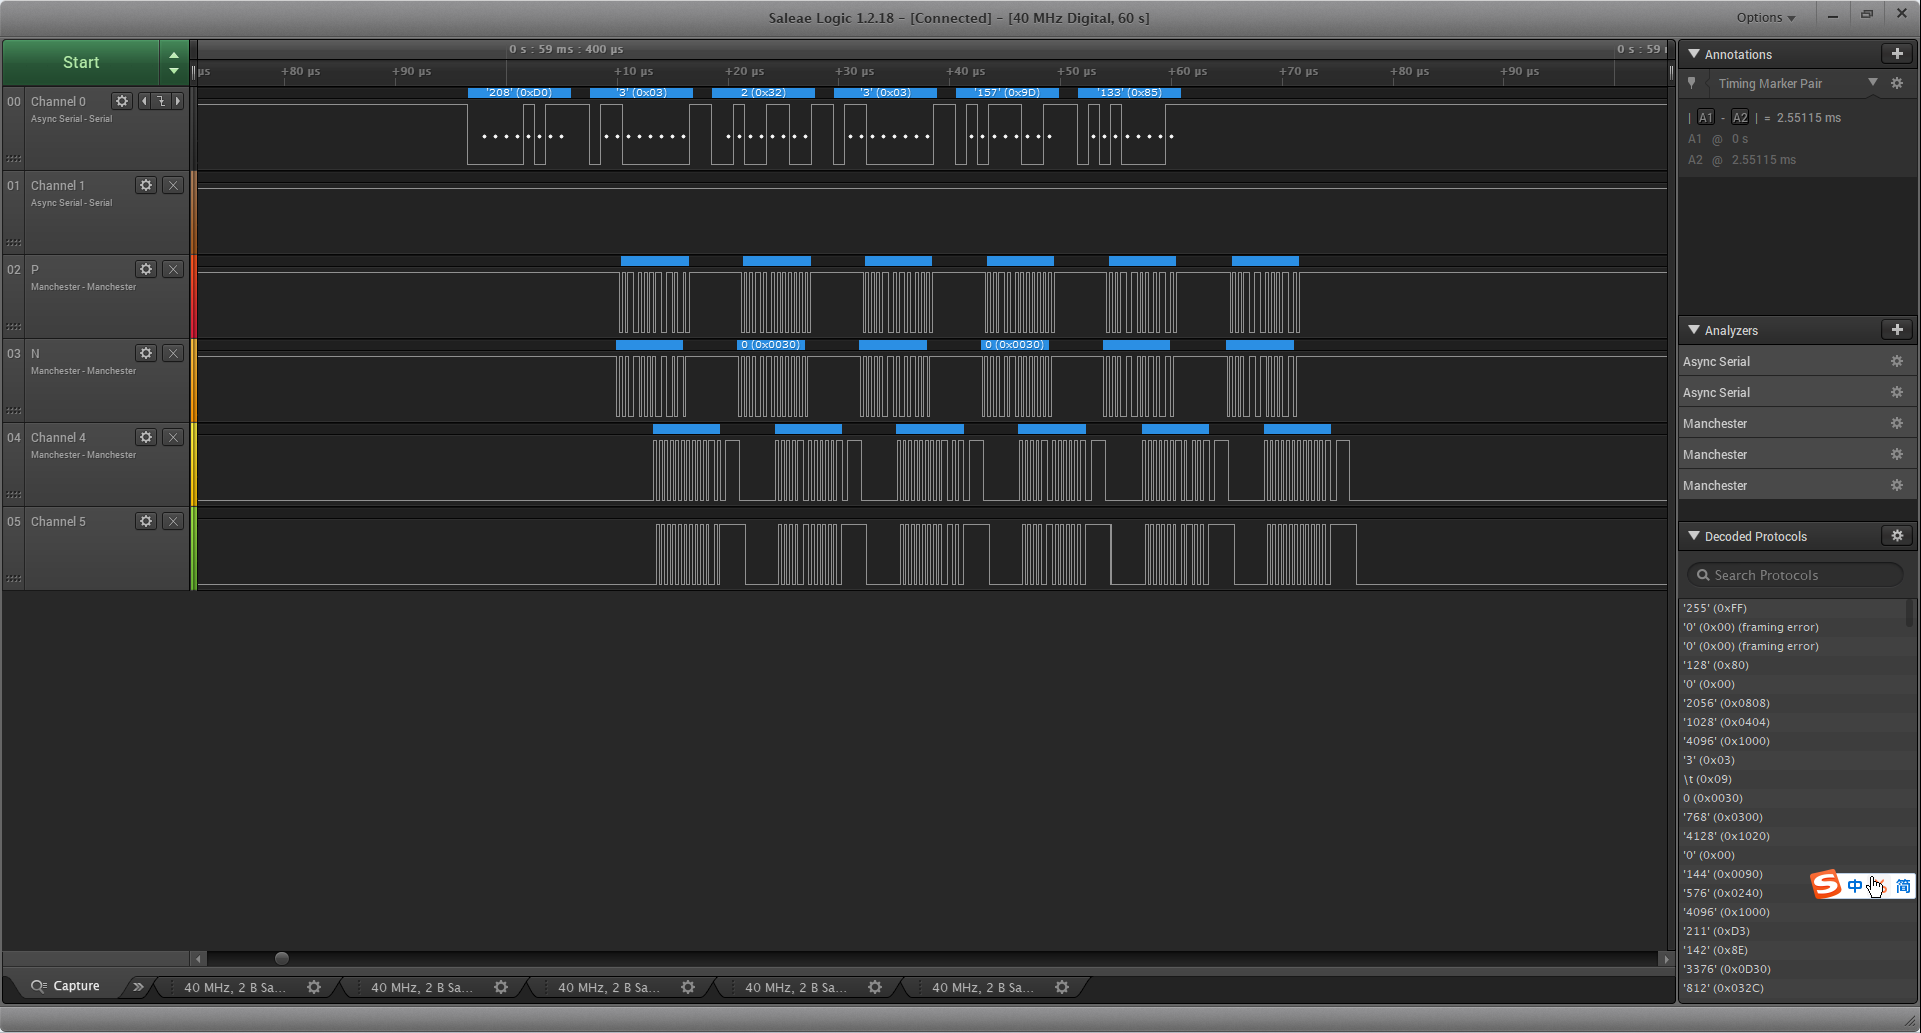 Saleae Logic 1.2.18 - [Connected] - [40 MHz Digital, 60 s]
Options
Start
0 s : 59 ms : 400 µs
0 s : 59
µs
+80 µs
+90 µs
+10 µs
+20 µs
+30 µs
+40 µs
+50 µs
+60 µs
+70 µs
+80 µs
+90 µs
00
Channel 0
Async Serial - Serial
'208' (0xD0)
'3' (0x03)
2 (0x32)
'3' (0x03)
'157' (0x9D)
'133' (0x85)
01
Channel 1
Async Serial - Serial
02
P
Manchester - Manchester
03
N
Manchester - Manchester
0 (0x0030)
0 (0x0030)
04
Channel 4
Manchester - Manchester
05
Channel 5
Annotations
Timing Marker Pair
| A1 - A2 | = 2.55115 ms
A1 @ 0 s
A2 @ 2.55115 ms
Analyzers
Async Serial
Async Serial
Manchester
Manchester
Manchester
Decoded Protocols
Search Protocols
'255' (0xFF)
'0' (0x00) (framing error)
'0' (0x00) (framing error)
'128' (0x80)
'0' (0x00)
'2056' (0x0808)
'1028' (0x0404)
'4096' (0x1000)
'3' (0x03)
\t (0x09)
0 (0x0030)
'768' (0x0300)
'4128' (0x1020)
'0' (0x00)
'144' (0x0090)
'576' (0x0240)
'4096' (0x1000)
'211' (0xD3)
'142' (0x8E)
'3376' (0x0D30)
'812' (0x032C)
S 中 简
Capture
40 MHz, 2 B Sa...
40 MHz, 2 B Sa...
40 MHz, 2 B Sa...
40 MHz, 2 B Sa...
40 MHz, 2 B Sa...